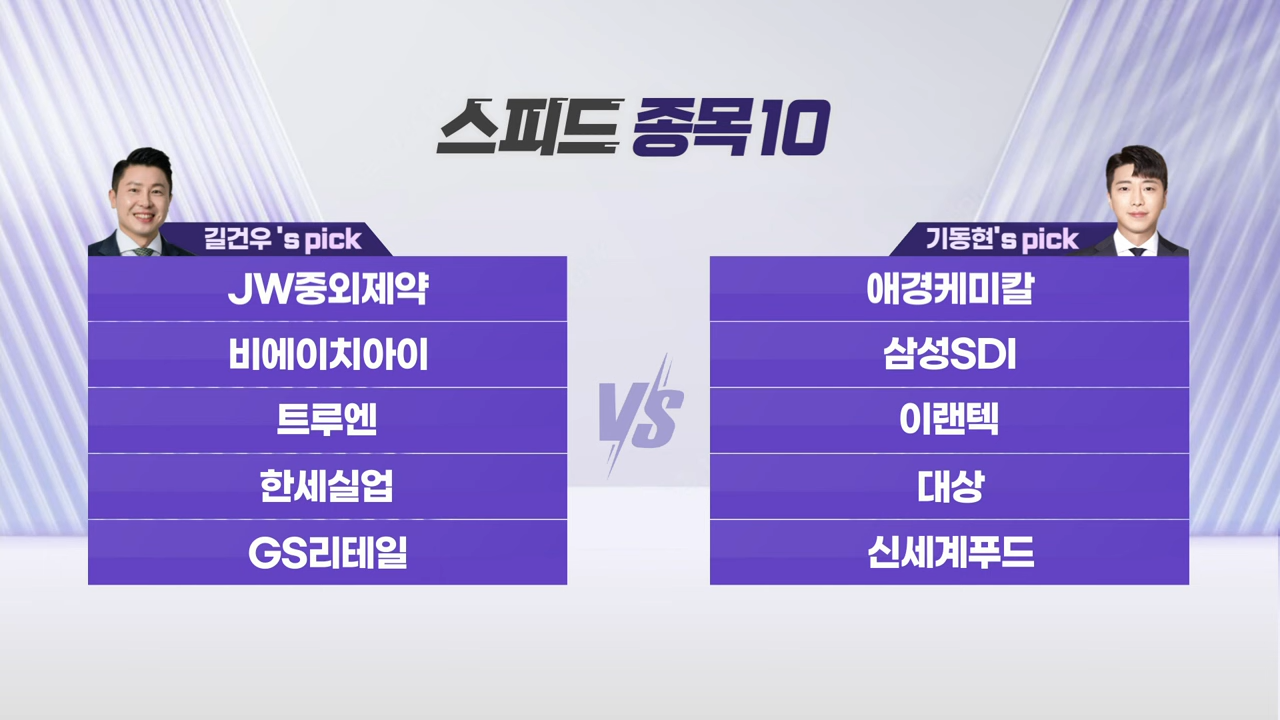 스피드 종목10
길건우 's pick
JW중외제약
비에이치아이
트루엔
한세실업
GS리테일
VS
기동현's pick
애경케미칼
삼성SDI
이랜텍
대상
신세계푸드